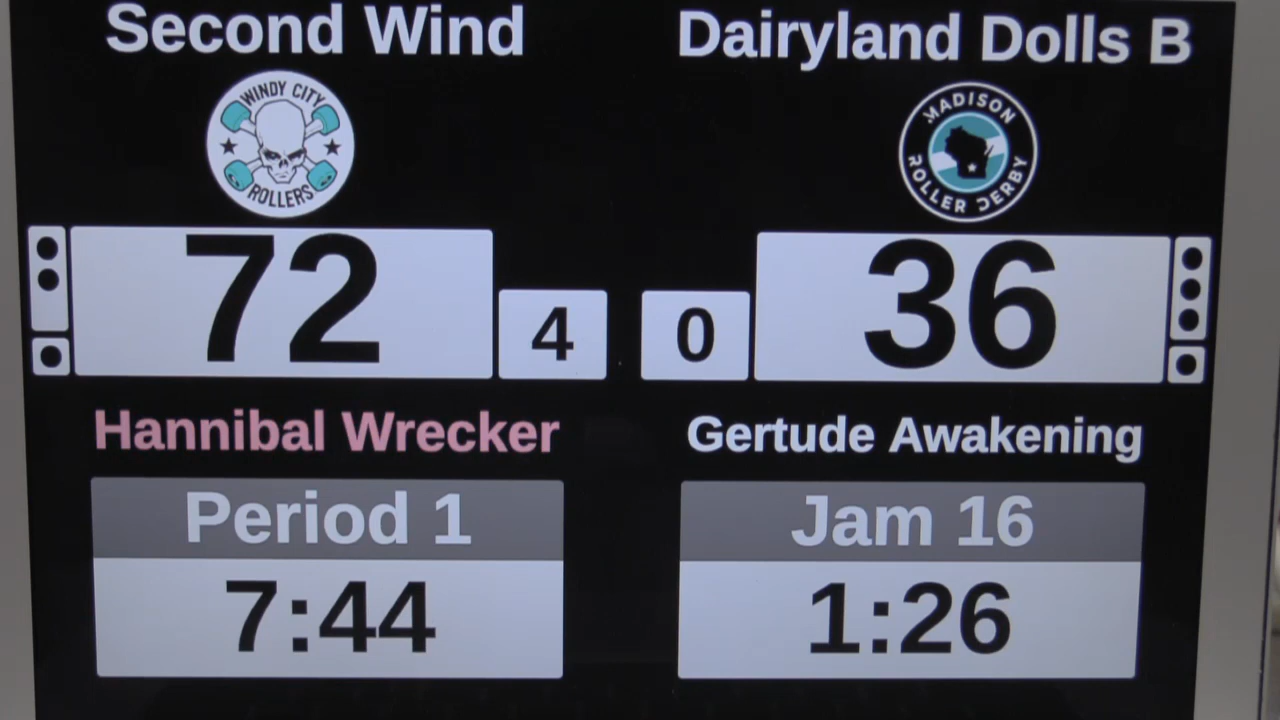 Second Wind
Dairyland Dolls B
WINDY CITY
ROLLERS
MADISON
ROLLER DERBY
72
4
0
36
Hannibal Wrecker
Gertude Awakening
Period 1
7:44
Jam 16
1:26